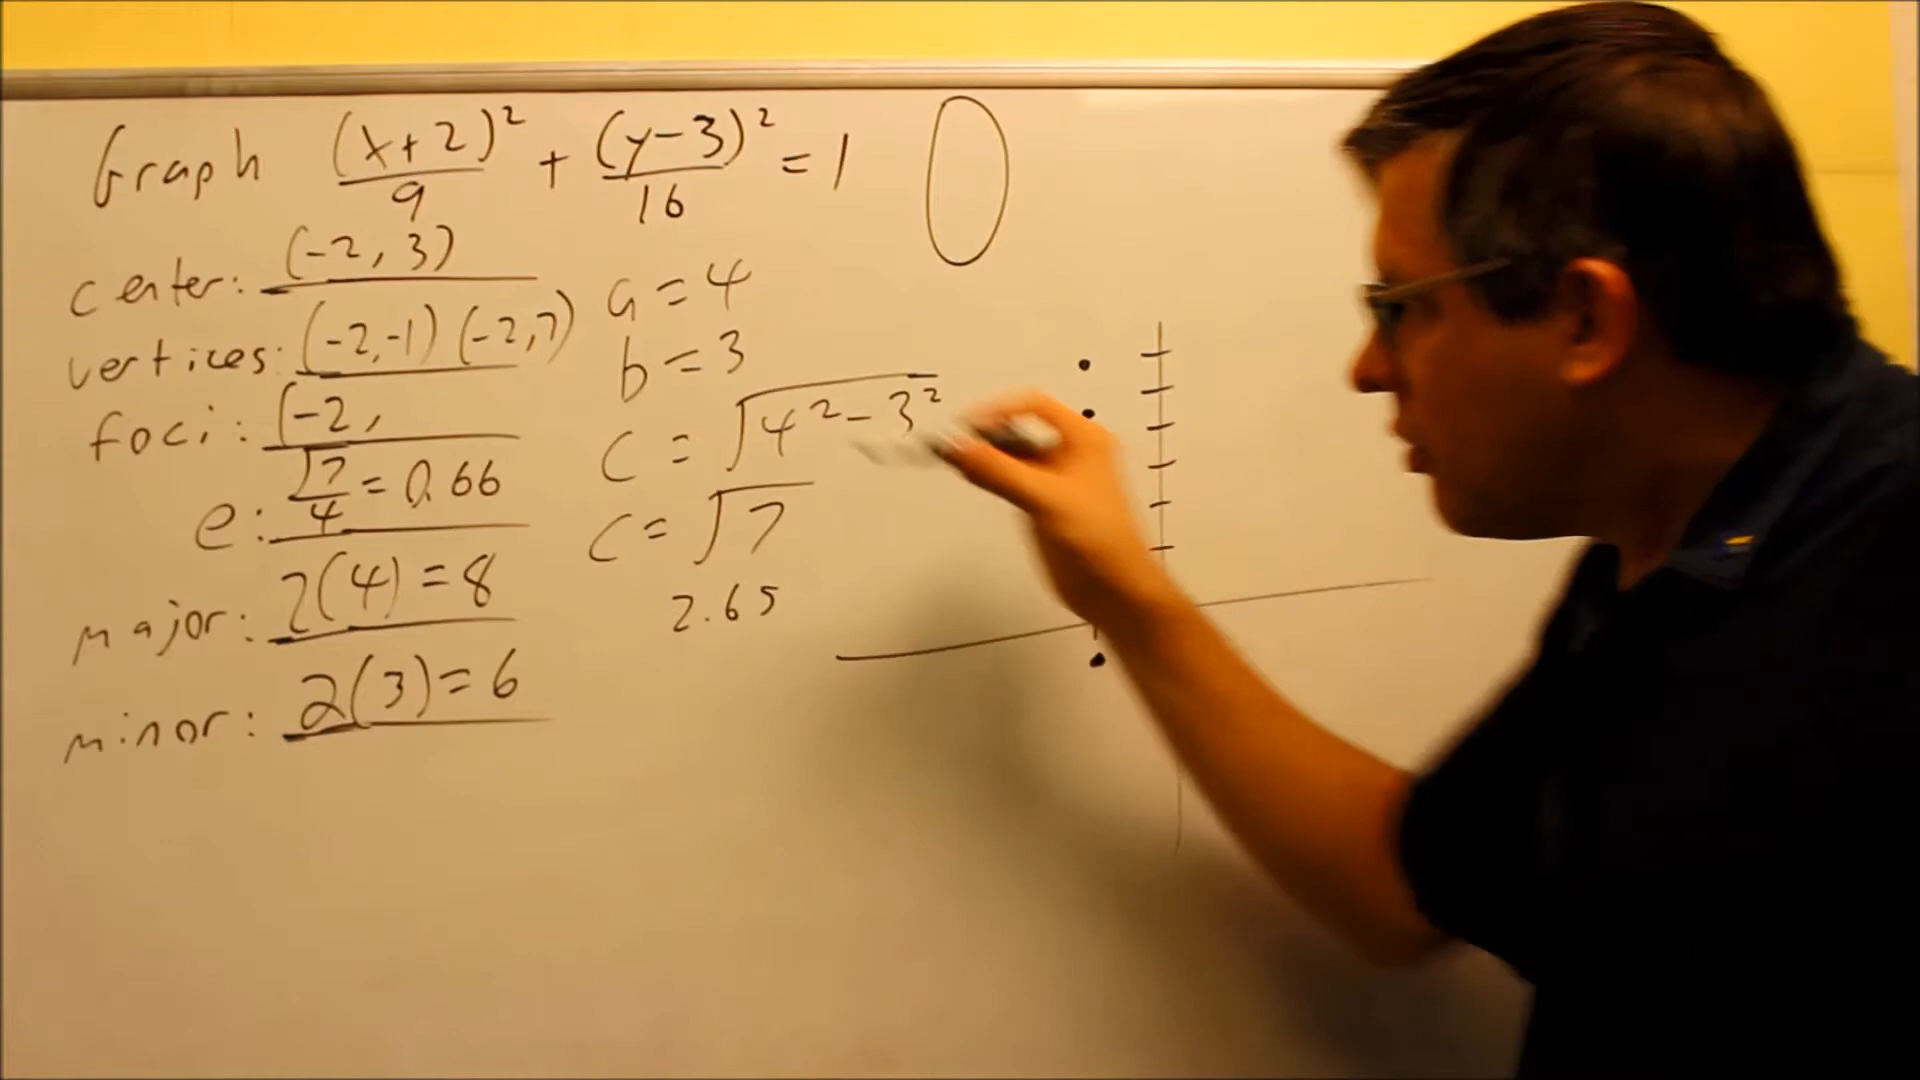 Graph (x+2)²/9 + (y-3)²/16 = 1
center: (-2, 3)
vertices: (-2,-1) (-2,7)
foci: (-2,
e: √7/4 = 0.66
major: 2(4) = 8
minor: 2(3) = 6
a = 4
b = 3
c = √4² - 3²
c = √7
2.65